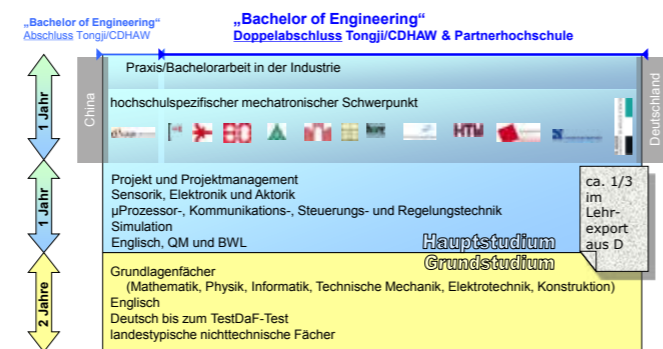 „Bachelor of Engineering“
Abschluss Tongji/CDHAW
„Bachelor of Engineering“
Doppelabschluss Tongji/CDHAW & Partnerhochschule
1 Jahr
China
Deutschland
Praxis/Bachelorarbeit in der Industrie
hochschulspezifischer mechatronischer Schwerpunkt
HTW
1 Jahr
Projekt und Projektmanagement
Sensorik, Elektronik und Aktorik
µProzessor-, Kommunikations-, Steuerungs- und Regelungstechnik
Simulation
Englisch, QM und BWL
ca. 1/3
im
Lehr-
export
aus D
Hauptstudium
Grundstudium
2 Jahre
Grundlagenfächer
(Mathematik, Physik, Informatik, Technische Mechanik, Elektrotechnik, Konstruktion)
Englisch
Deutsch bis zum TestDaF-Test
landestypische nichttechnische Fächer